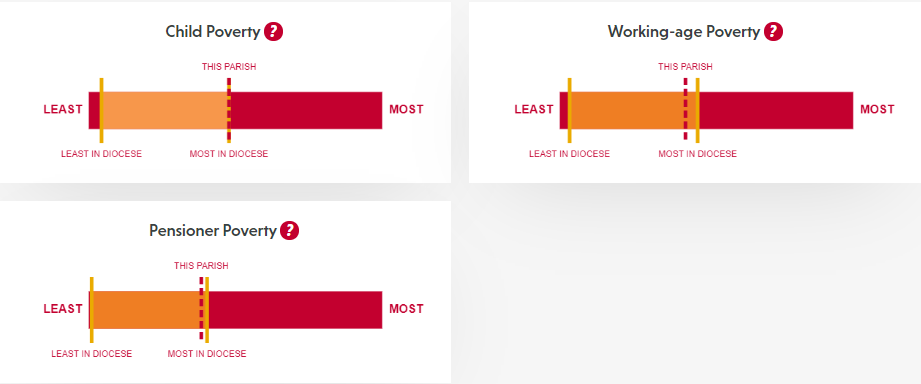 Child Poverty ?
THIS PARISH
LEAST
MOST
LEAST IN DIOCESE
MOST IN DIOCESE
Working-age Poverty ?
THIS PARISH
LEAST
MOST
LEAST IN DIOCESE
MOST IN DIOCESE
Pensioner Poverty ?
THIS PARISH
LEAST
MOST
LEAST IN DIOCESE
MOST IN DIOCESE